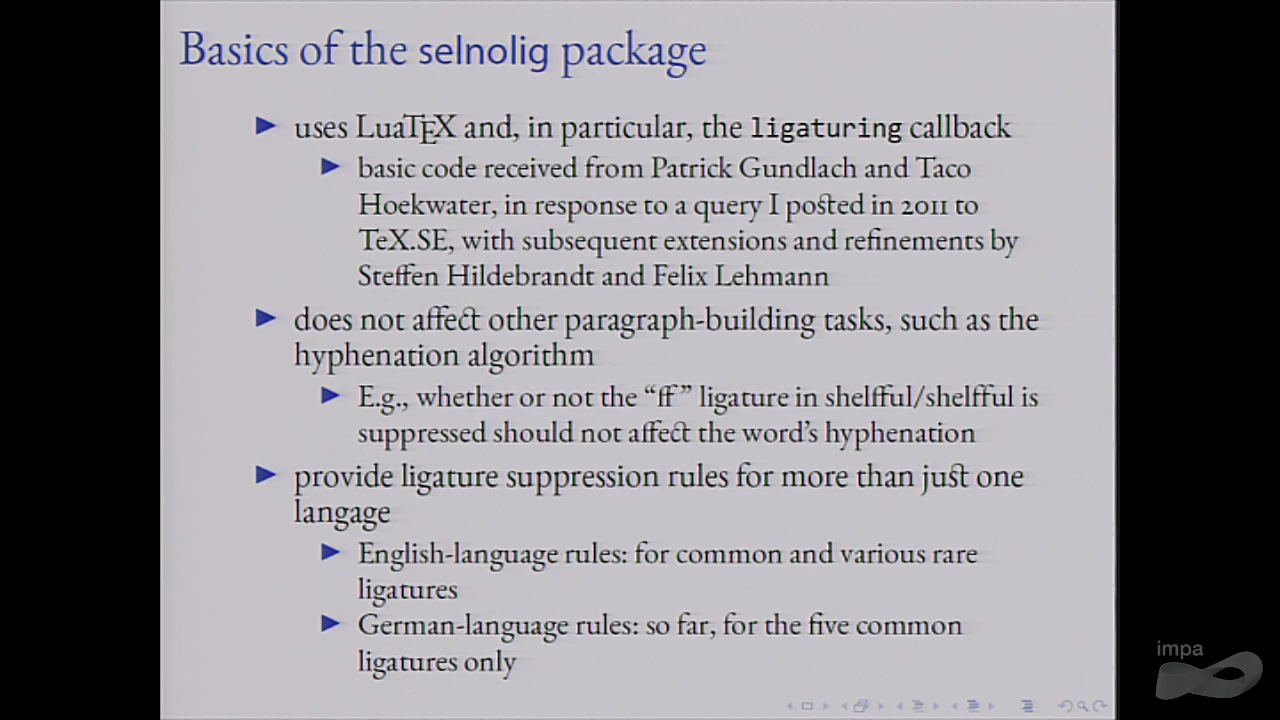 Basics of the selnolig package
uses LuaTEX and, in particular, the ligaturing callback
basic code received from Patrick Gundlach and Taco
Hoekwater, in response to a query I posted in 2011 to
TeX.SE, with subsequent extensions and refinements by
Steffen Hildebrandt and Felix Lehmann
does not affect other paragraph-building tasks, such as the
hyphenation algorithm
E.g., whether or not the “ff” ligature in shelfful/shelfful is
suppressed should not affect the word's hyphenation
provide ligature suppression rules for more than just one
langage
English-language rules: for common and various rare
ligatures
German-language rules: so far, for the five common
ligatures only
impa